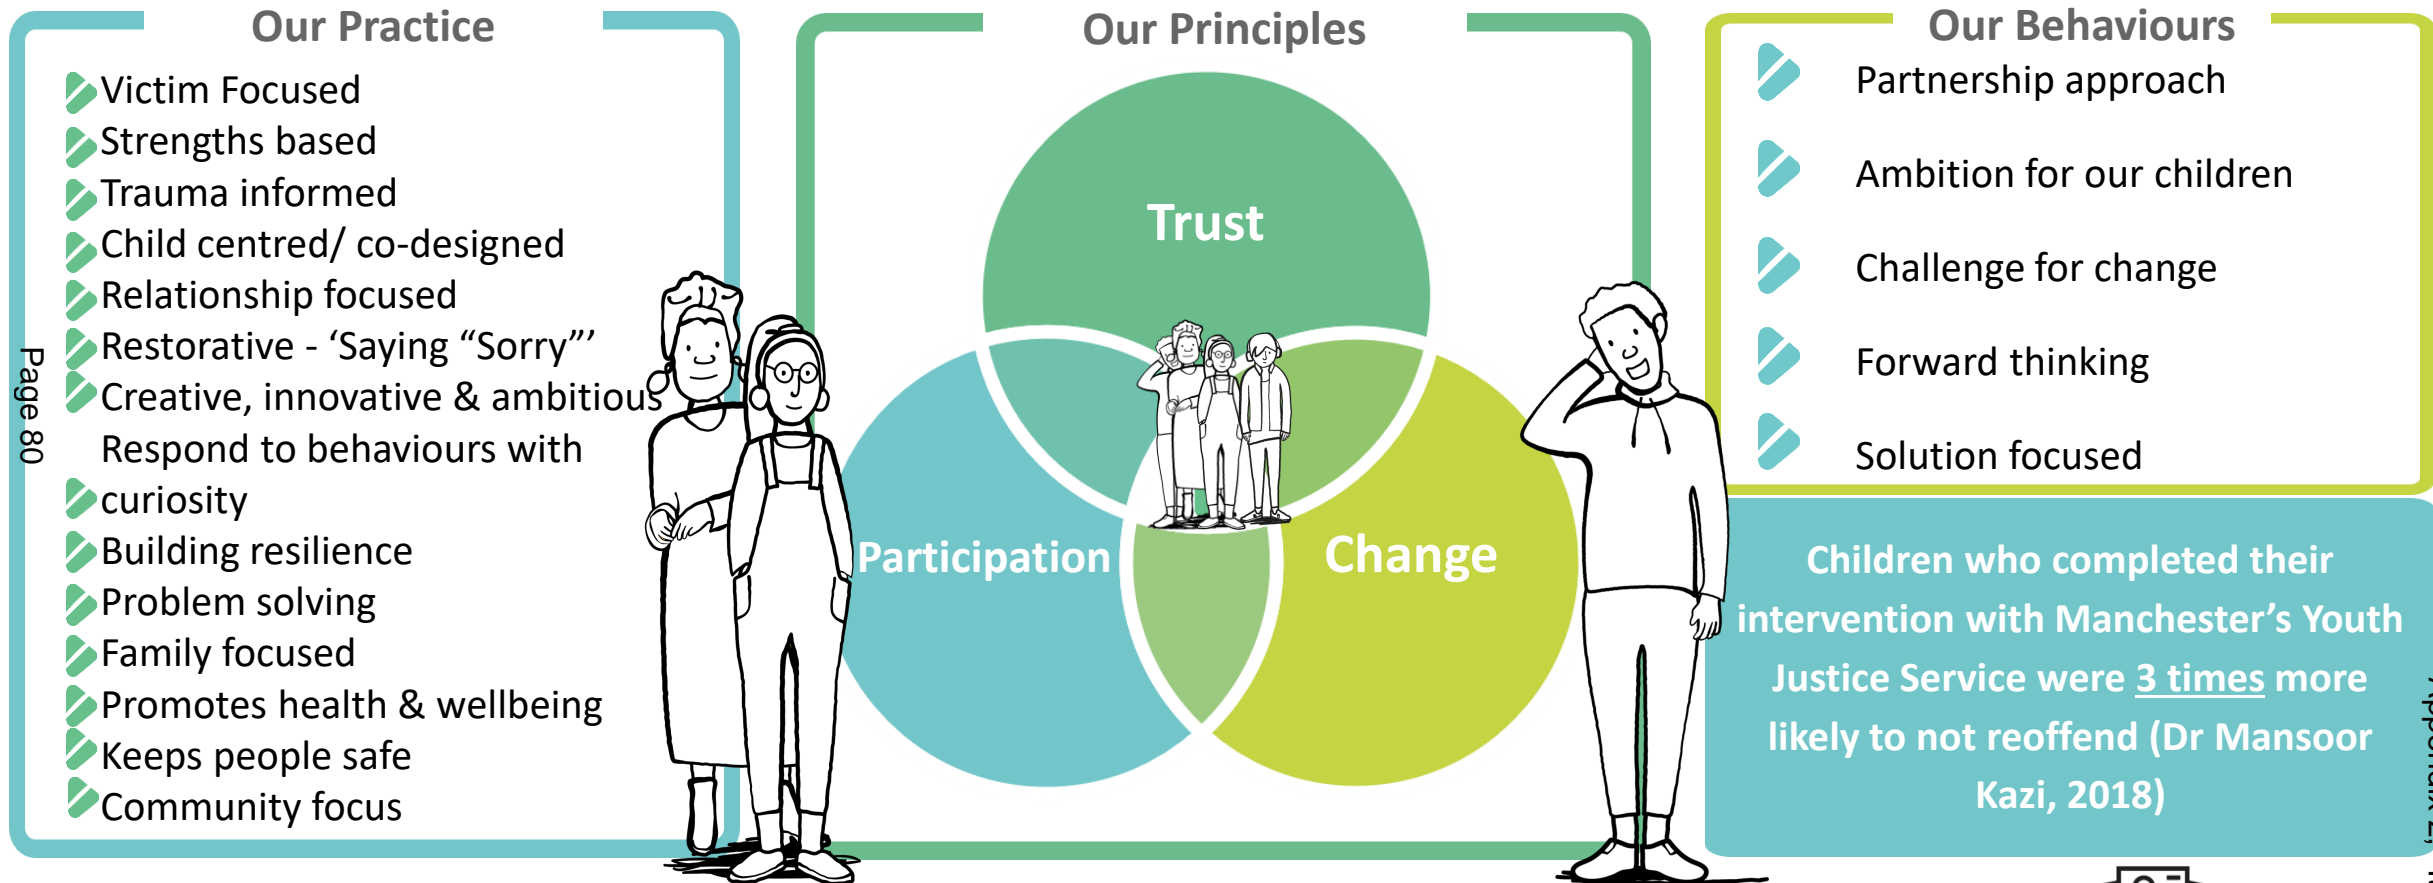 Our Practice
Victim Focused
Strengths based
Trauma informed
Child centred/ co-designed
Relationship focused
Restorative - ‘Saying “Sorry”’
Creative, innovative & ambitious
Respond to behaviours with
curiosity
Building resilience
Problem solving
Family focused
Promotes health & wellbeing
Keeps people safe
Community focus
Page 80
Our Principles
Trust
Participation
Change
Our Behaviours
Partnership approach
Ambition for our children
Challenge for change
Forward thinking
Solution focused
Children who completed their
intervention with Manchester’s Youth
Justice Service were 3 times more
likely to not reoffend (Dr Mansoor
Kazi, 2018)